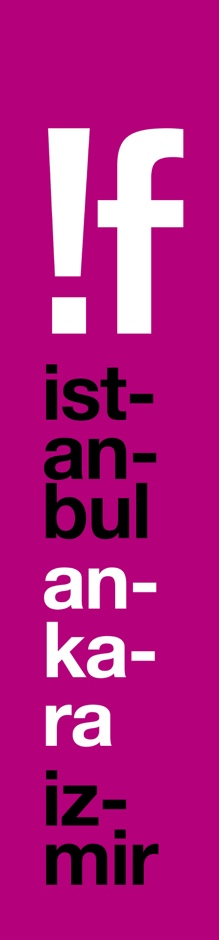 !f
ist-
an-
bul
an-
ka-
ra
iz-
mir